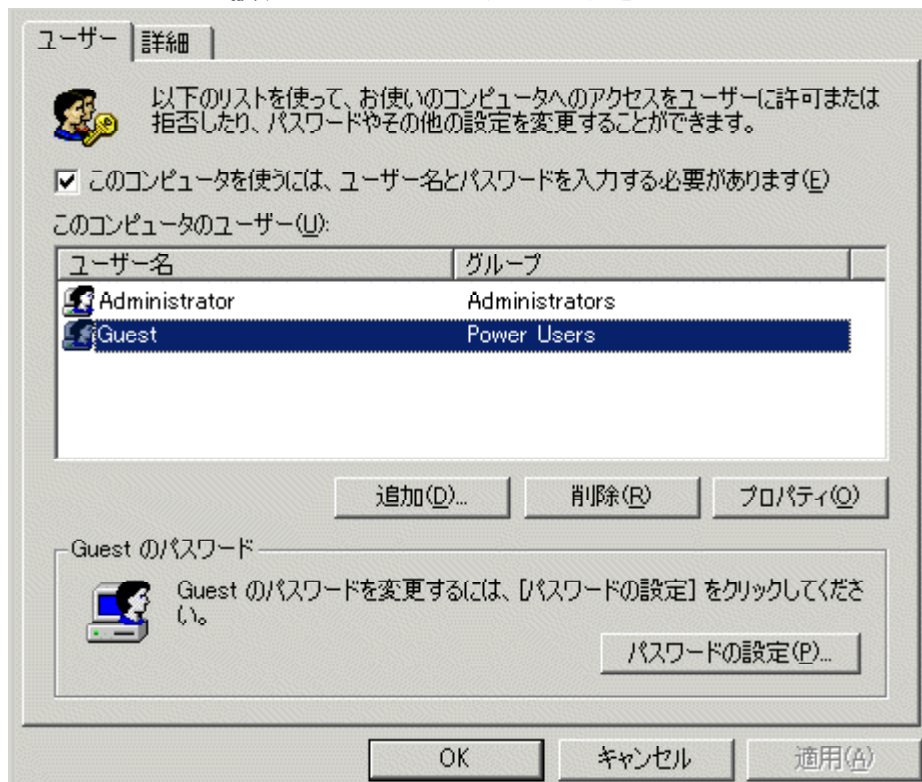 ユーザー 詳細
以下のリストを使って、お使いのコンピュータへのアクセスをユーザーに許可または
拒否したり、パスワードやその他の設定を変更することができます。
このコンピュータを使うには、ユーザー名とパスワードを入力する必要があります(E)
このコンピュータのユーザー(U):
ユーザー名 グループ
Administrator Administrators
Guest Power Users
追加(D)... 削除(R) プロパティ(O)
Guest のパスワード
Guest のパスワードを変更するには、[パスワードの設定] をクリックしてくださ
い。
パスワードの設定(P)...
OK キャンセル 適用(A)